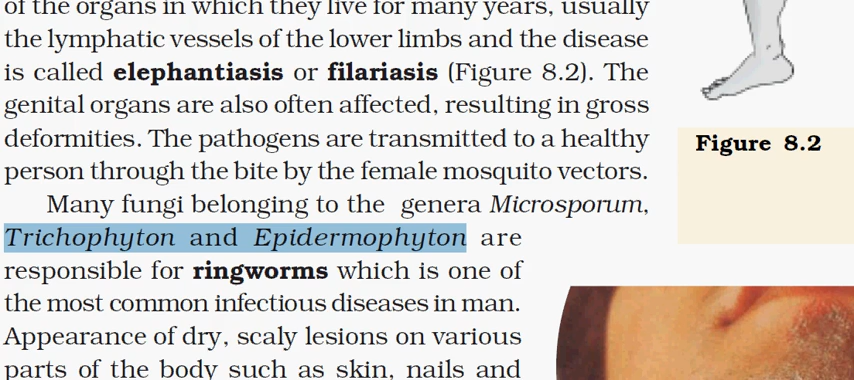 of the organs in which they live for many years, usually
the lymphatic vessels of the lower limbs and the disease
is called elephantiasis or filariasis (Figure 8.2). The
genital organs are also often affected, resulting in gross
deformities. The pathogens are transmitted to a healthy
person through the bite by the female mosquito vectors.
Many fungi belonging to the genera Microsporum,
Trichophyton and Epidermophyton are
responsible for ringworms which is one of
the most common infectious diseases in man.
Appearance of dry, scaly lesions on various
parts of the body such as skin, nails and
Figure 8.2